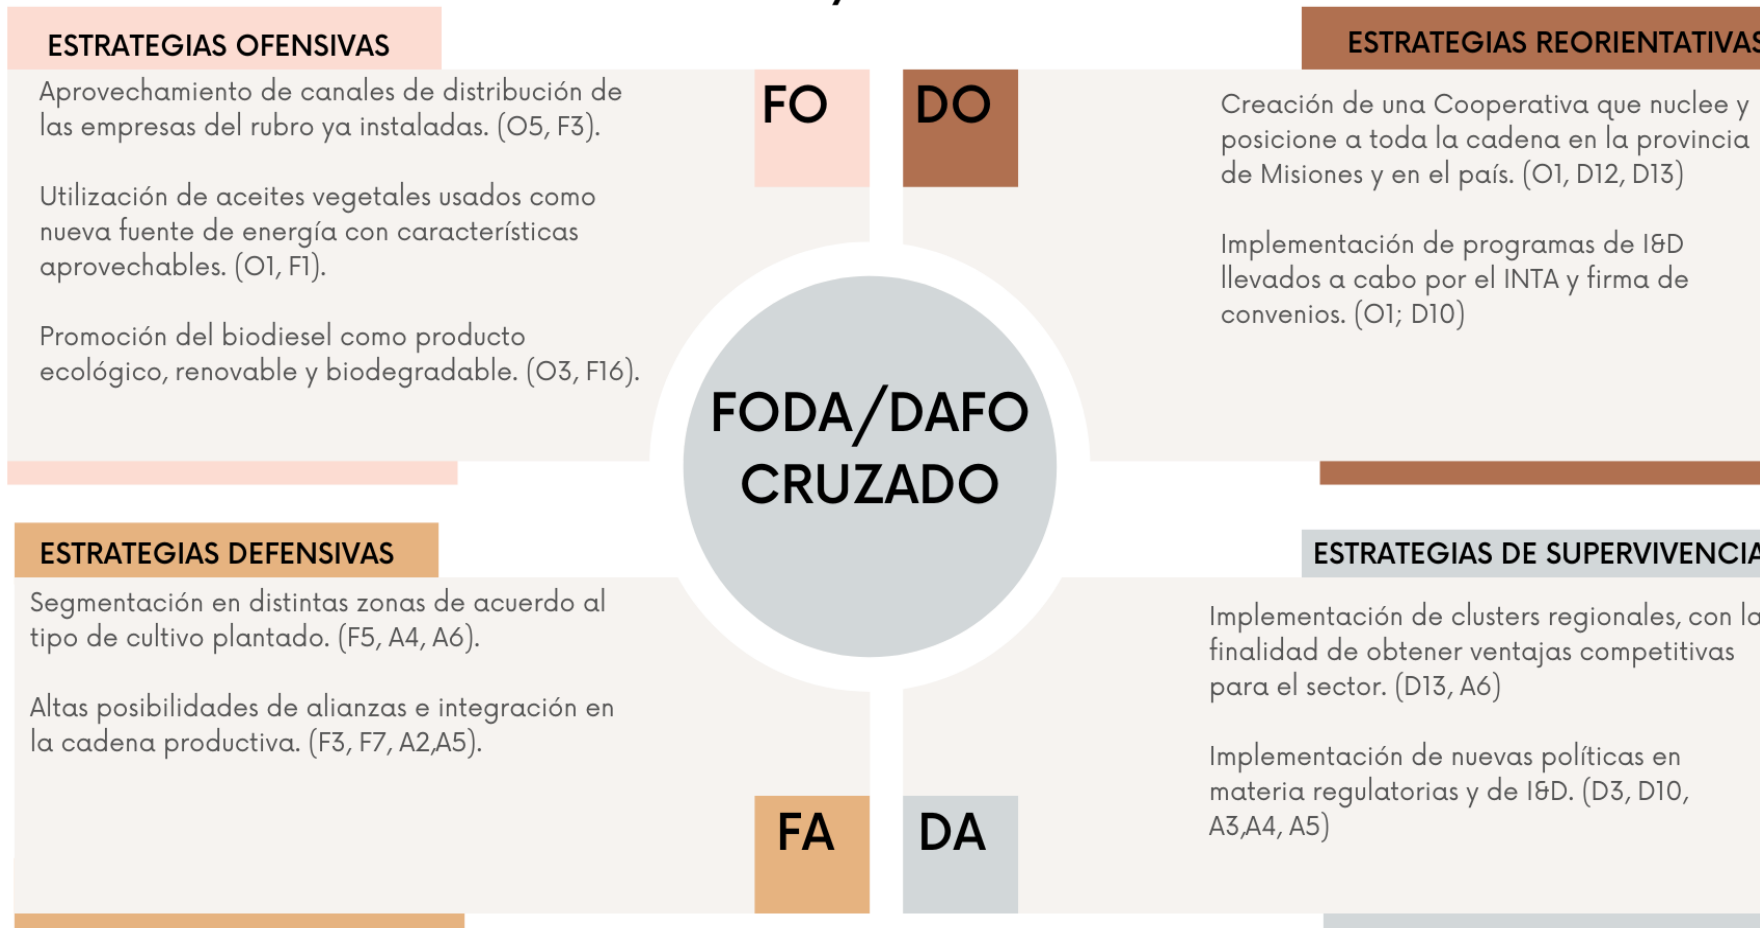 ESTRATEGIAS OFENSIVAS
Aprovechamiento de canales de distribución de
las empresas del rubro ya instaladas. (O5, F3).
Utilización de aceites vegetales usados como
nueva fuente de energía con características
aprovechables. (O1, F1).
Promoción del biodiesel como producto
ecológico, renovable y biodegradable. (O3, F16).
FO
DO
ESTRATEGIAS REORIENTATIVAS
Creación de una Cooperativa que nuclee y
posicione a toda la cadena en la provincia
de Misiones y en el país. (O1, D12, D13)
Implementación de programas de I&D
llevados a cabo por el INTA y firma de
convenios. (O1; D10)
FODA/DAFO
CRUZADO
ESTRATEGIAS DEFENSIVAS
Segmentación en distintas zonas de acuerdo al
tipo de cultivo plantado. (F5, A4, A6).
Altas posibilidades de alianzas e integración en
la cadena productiva. (F3, F7, A2,A5).
FA
DA
ESTRATEGIAS DE SUPERVIVENCIA
Implementación de clusters regionales, con la
finalidad de obtener ventajas competitivas
para el sector. (D13, A6)
Implementación de nuevas políticas en
materia regulatorias y de I&D. (D3, D10,
A3,A4, A5)